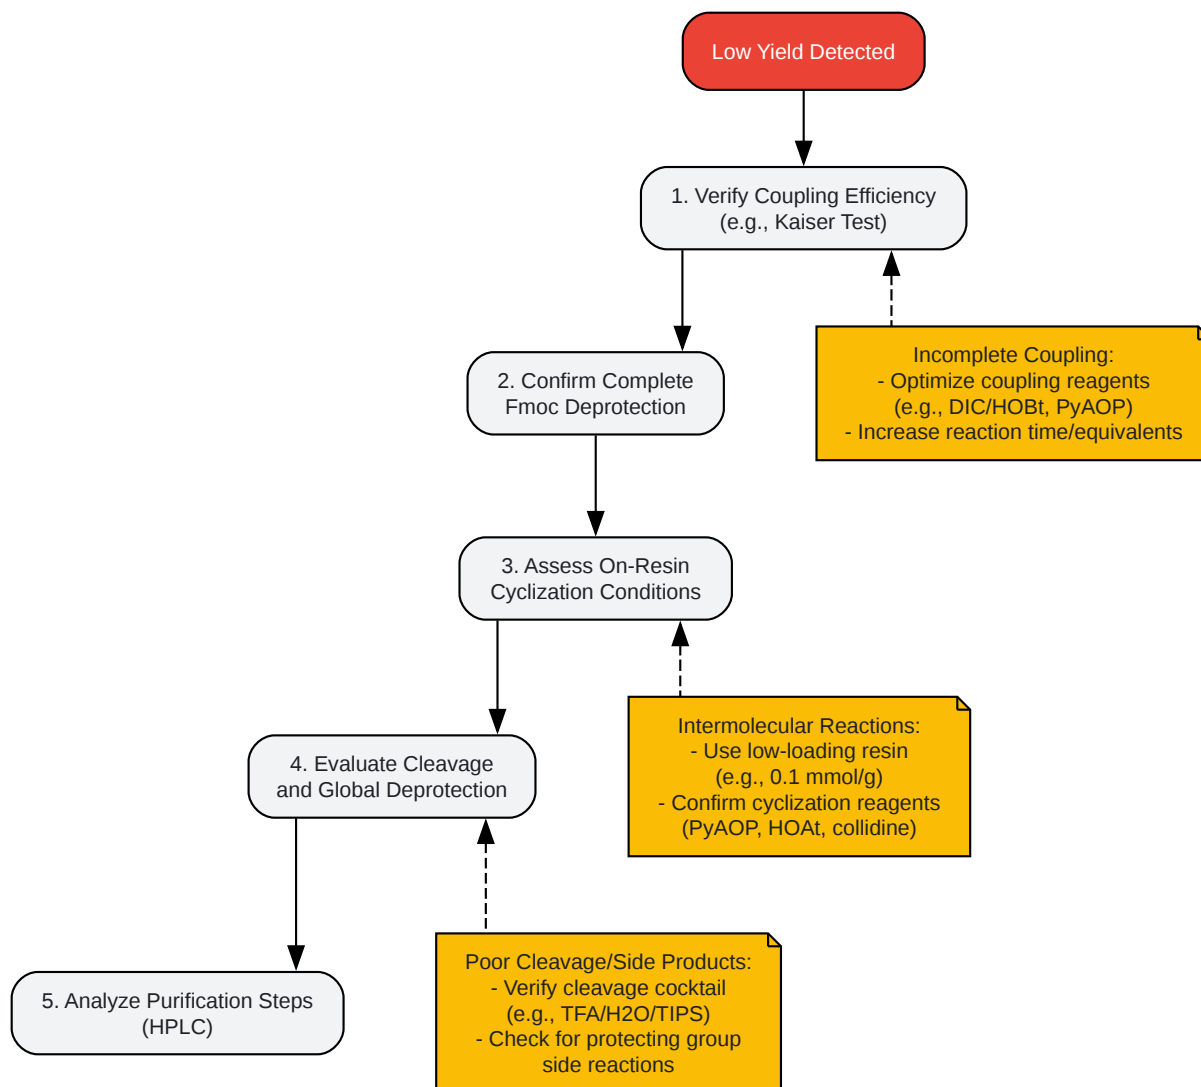 Low Yield Detected
1. Verify Coupling Efficiency
(e.g., Kaiser Test)
Incomplete Coupling:
- Optimize coupling reagents
(e.g., DIC/HOBt, PyAOP)
- Increase reaction time/equivalents
2. Confirm Complete
Fmoc Deprotection
3. Assess On-Resin
Cyclization Conditions
Intermolecular Reactions:
- Use low-loading resin
(e.g., 0.1 mmol/g)
- Confirm cyclization reagents
(PyAOP, HOAt, collidine)
4. Evaluate Cleavage
and Global Deprotection
Poor Cleavage/Side Products:
- Verify cleavage cocktail
(e.g., TFA/H2O/TIPS)
- Check for protecting group
side reactions
5. Analyze Purification Steps
(HPLC)